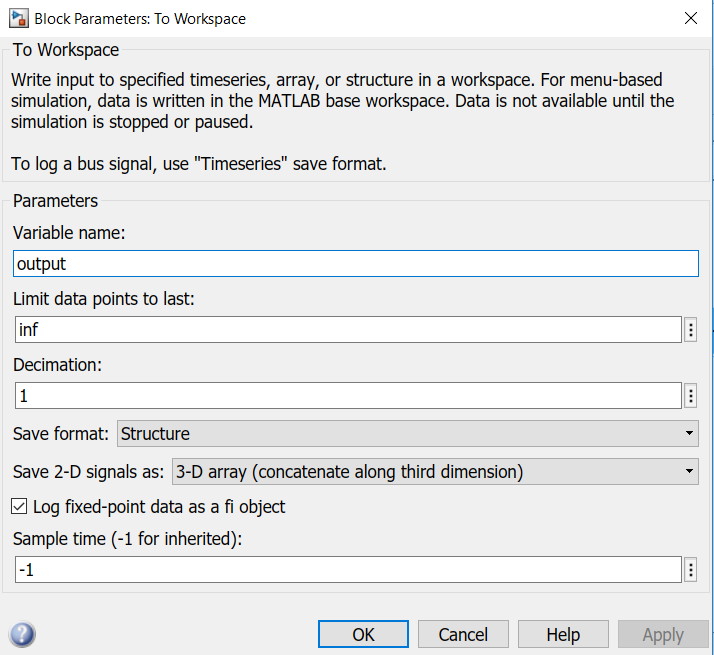 Block Parameters: To Workspace
To Workspace
Write input to specified timeseries, array, or structure in a workspace. For menu-based
simulation, data is written in the MATLAB base workspace. Data is not available until the
simulation is stopped or paused.
To log a bus signal, use "Timeseries" save format.
Parameters
Variable name:
output
Limit data points to last:
inf
Decimation:
1
Save format: Structure
Save 2-D signals as: 3-D array (concatenate along third dimension)
Log fixed-point data as a fi object
Sample time (-1 for inherited):
-1
? OK Cancel Help Apply